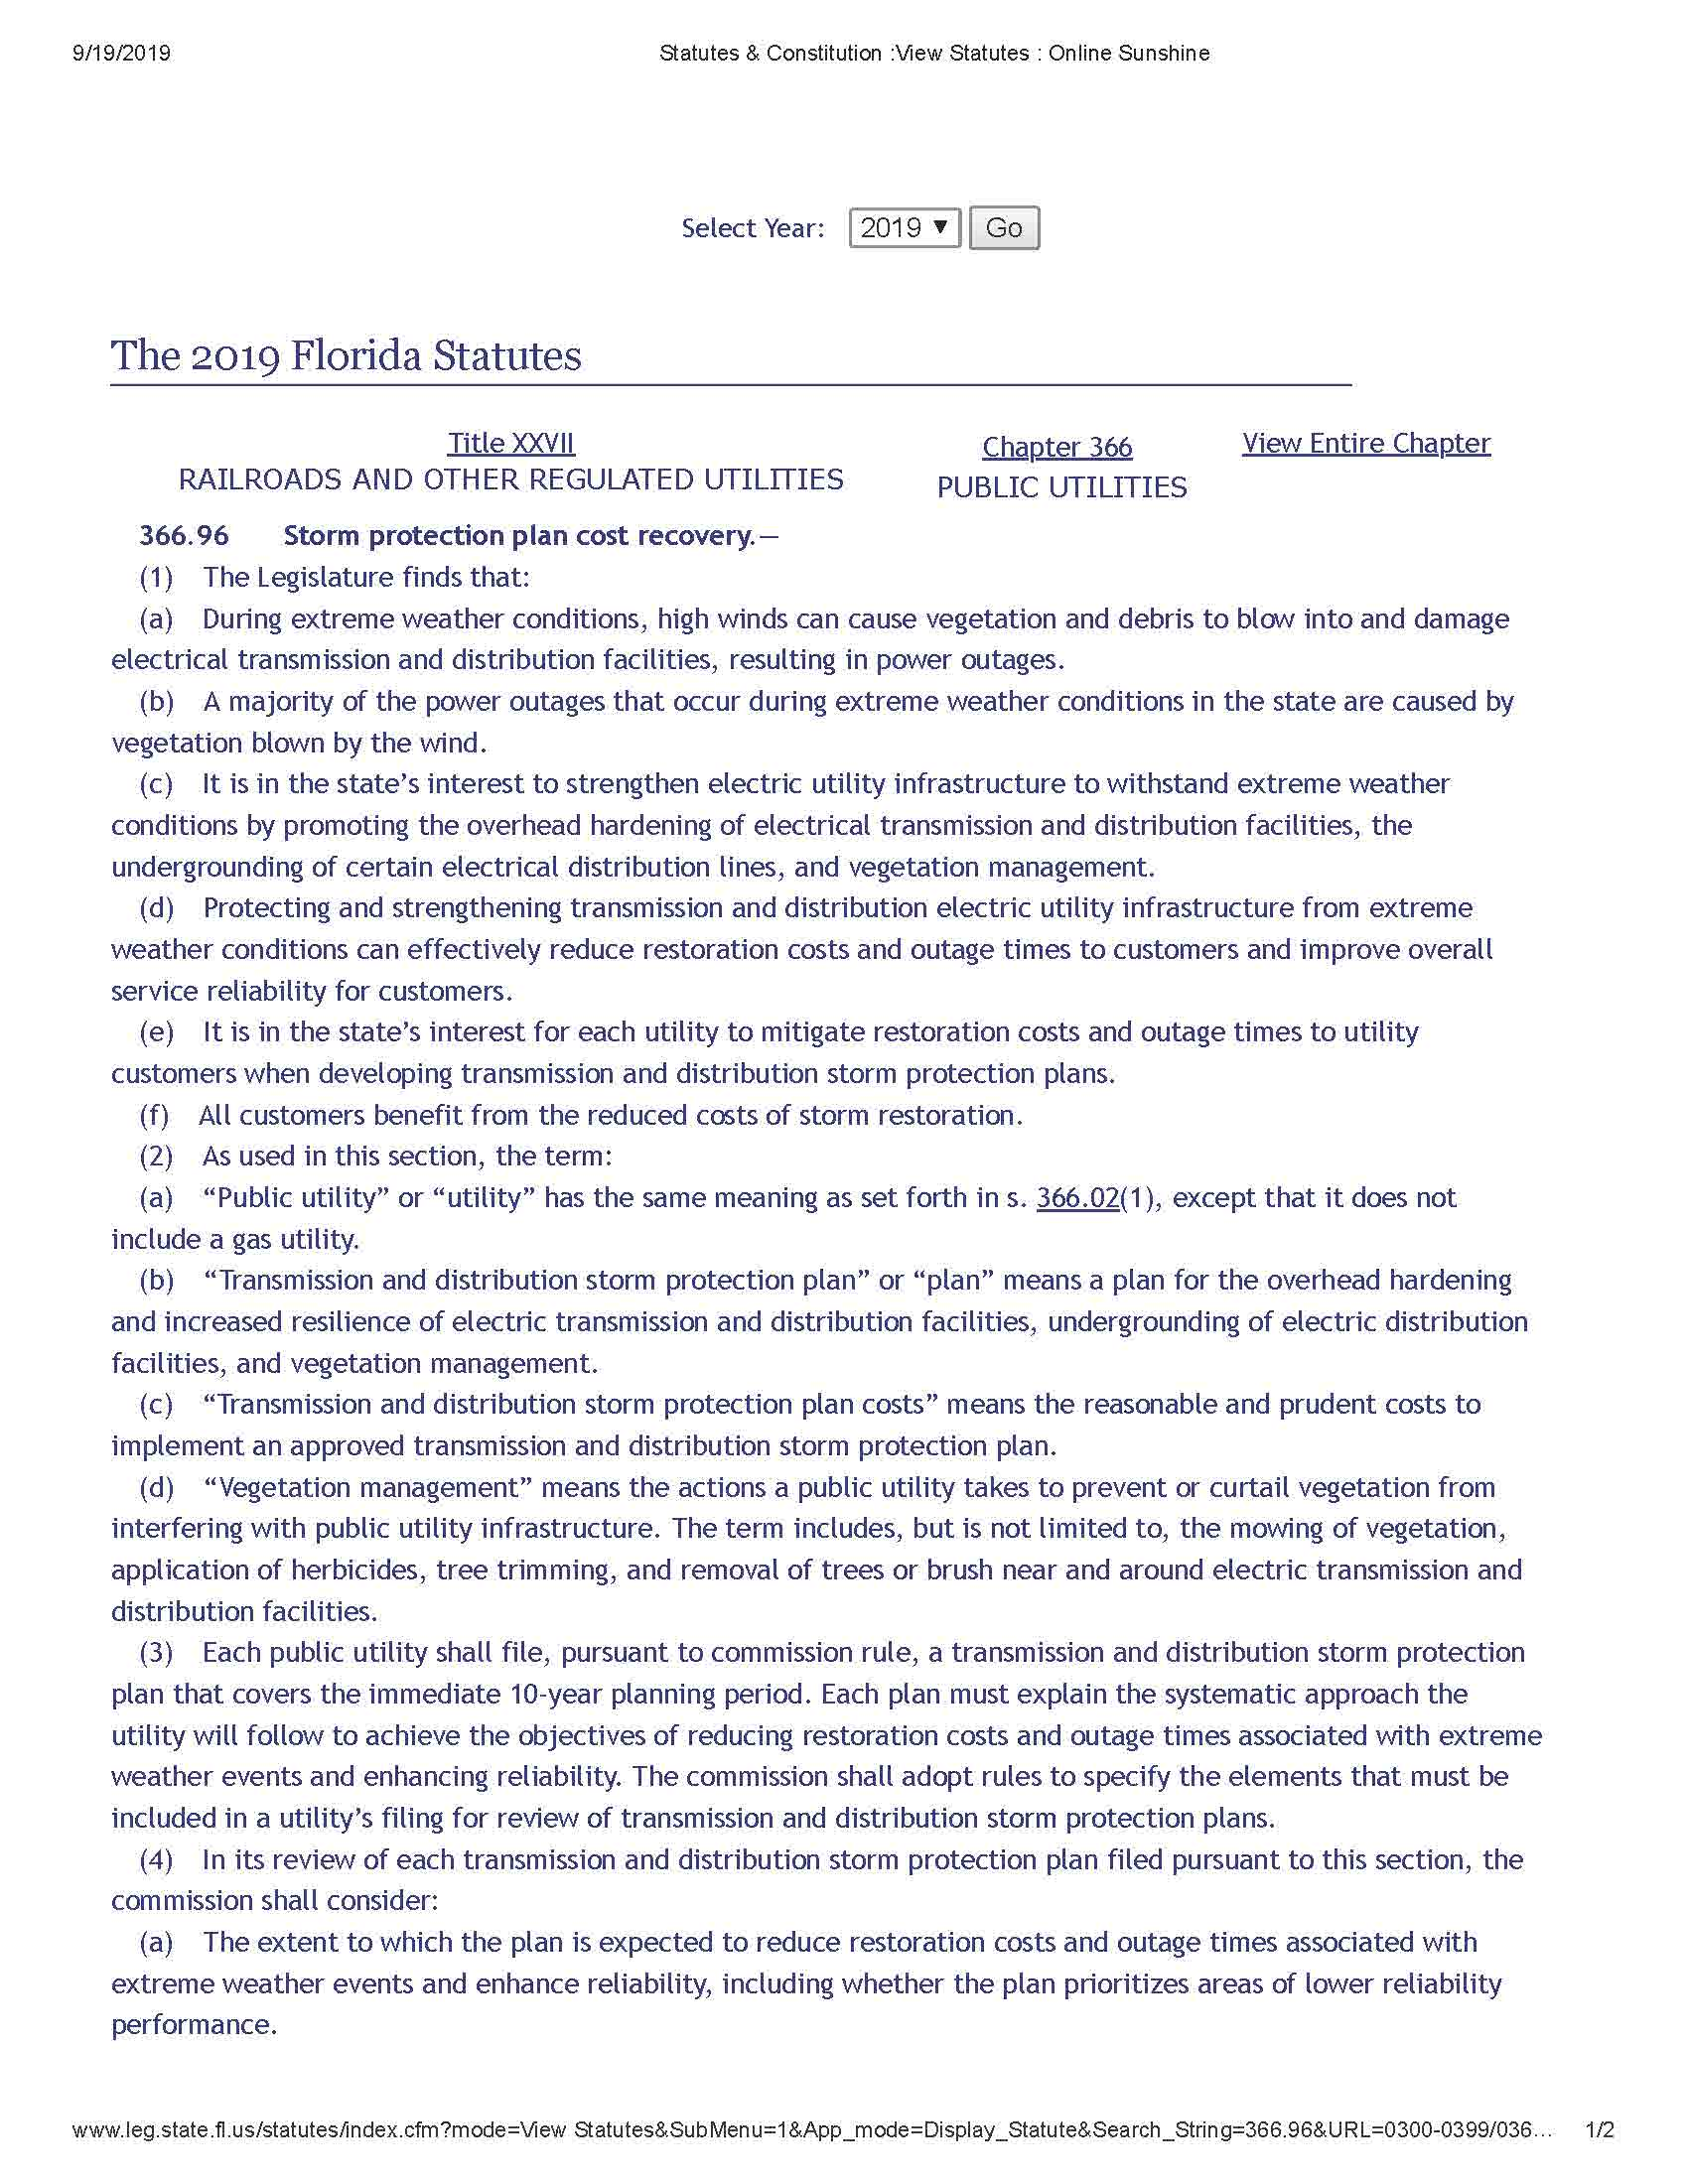 9/19/2019 Statutes & Constitution :View Statutes : Online Sunshine
Select Year: 2019 ▼ Go
The 2019 Florida Statutes
Title XXVII Chapter 366 View Entire Chapter
RAILROADS AND OTHER REGULATED UTILITIES PUBLIC UTILITIES
366.96 Storm protection plan cost recovery.—
(1) The Legislature finds that:
(a) During extreme weather conditions, high winds can cause vegetation and debris to blow into and damage
electrical transmission and distribution facilities, resulting in power outages.
(b) A majority of the power outages that occur during extreme weather conditions in the state are caused by
vegetation blown by the wind.
(c) It is in the state’s interest to strengthen electric utility infrastructure to withstand extreme weather
conditions by promoting the overhead hardening of electrical transmission and distribution facilities, the
undergrounding of certain electrical distribution lines, and vegetation management.
(d) Protecting and strengthening transmission and distribution electric utility infrastructure from extreme
weather conditions can effectively reduce restoration costs and outage times to customers and improve overall
service reliability for customers.
(e) It is in the state’s interest for each utility to mitigate restoration costs and outage times to utility
customers when developing transmission and distribution storm protection plans.
(f) All customers benefit from the reduced costs of storm restoration.
(2) As used in this section, the term:
(a) “Public utility” or “utility” has the same meaning as set forth in s. 366.02(1), except that it does not
include a gas utility.
(b) “Transmission and distribution storm protection plan” or “plan” means a plan for the overhead hardening
and increased resilience of electric transmission and distribution facilities, undergrounding of electric distribution
facilities, and vegetation management.
(c) “Transmission and distribution storm protection plan costs” means the reasonable and prudent costs to
implement an approved transmission and distribution storm protection plan.
(d) “Vegetation management” means the actions a public utility takes to prevent or curtail vegetation from
interfering with public utility infrastructure. The term includes, but is not limited to, the mowing of vegetation,
application of herbicides, tree trimming, and removal of trees or brush near and around electric transmission and
distribution facilities.
(3) Each public utility shall file, pursuant to commission rule, a transmission and distribution storm protection
plan that covers the immediate 10-year planning period. Each plan must explain the systematic approach the
utility will follow to achieve the objectives of reducing restoration costs and outage times associated with extreme
weather events and enhancing reliability. The commission shall adopt rules to specify the elements that must be
included in a utility’s filing for review of transmission and distribution storm protection plans.
(4) In its review of each transmission and distribution storm protection plan filed pursuant to this section, the
commission shall consider:
(a) The extent to which the plan is expected to reduce restoration costs and outage times associated with
extreme weather events and enhance reliability, including whether the plan prioritizes areas of lower reliability
performance.
www.leg.state.fl.us/statutes/index.cfm?mode=View Statutes&SubMenu=1&App_mode=Display_Statute&Search_String=366.96&URL=0300-0399/036… 1/2